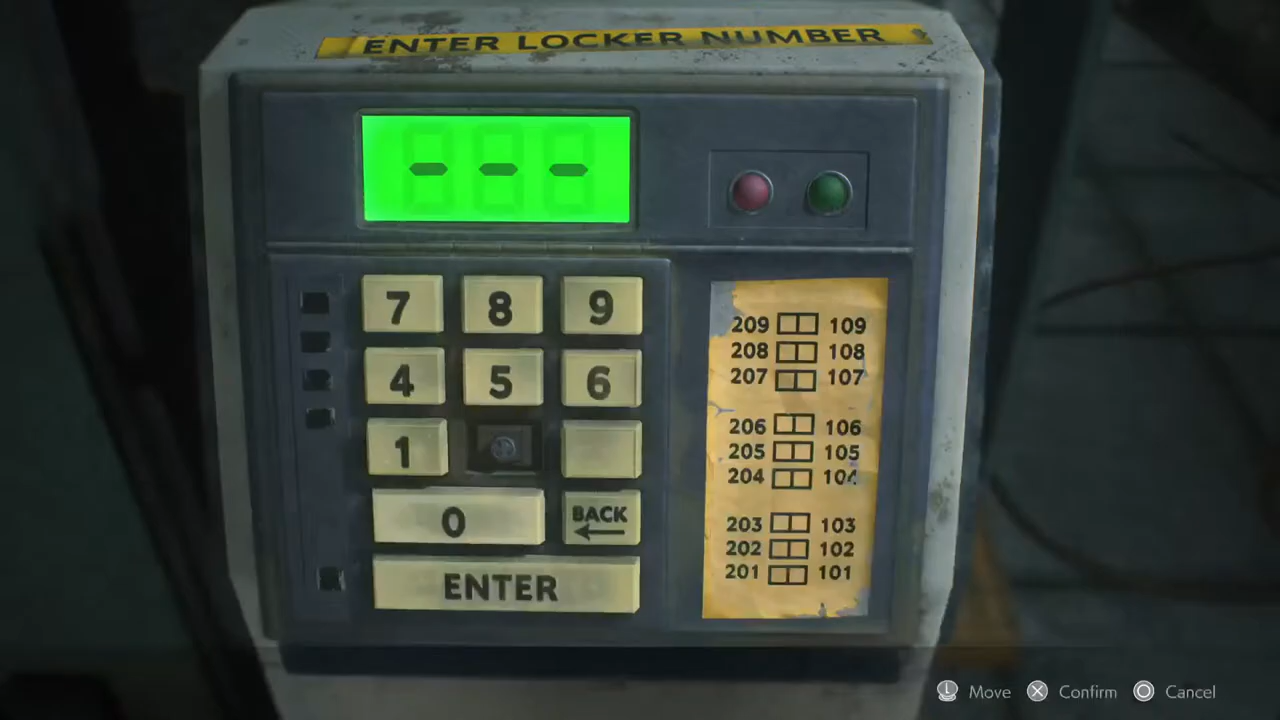 ENTER LOCKER NUMBER
- - -
7 8 9
4 5 6
1
0 BACK
ENTER
209 109
208 108
207 107
206 106
205 105
204 104
203 103
202 102
201 101
L Move Confirm Cancel